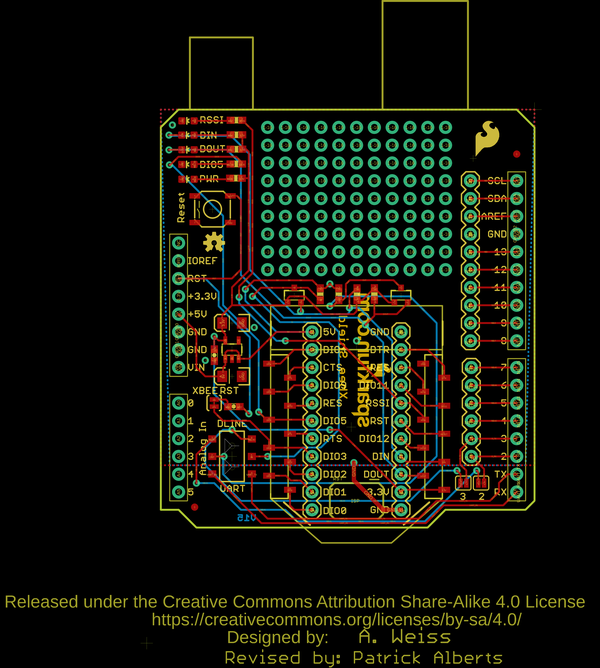 RSSI
DIN
DOUT
DIO5
PWR
Reset
SCL
SDA
AREF
GND
13
12
11
10
9
8
IOREF
RST
+3.3V
+5V
GND
GND
VIN
5V
GND
DTR
CTS
RES
DIO11
RES
RSSI
DIO5
RST
RTS
DIO12
DIO3
DIN
DIO2
DOUT
DIO1
3.3V
DIO0
GND
XBee Shield
sparkfun.com
7
6
5
4
3
2
TX
RX
3 2
XBEERST
DLINE
UART
Analog In
0
1
2
3
4
5
V15
Released under the Creative Commons Attribution Share-Alike 4.0 License
https://creativecommons.org/licenses/by-sa/4.0/
Designed by: A. Weiss
Revised by: Patrick Alberts